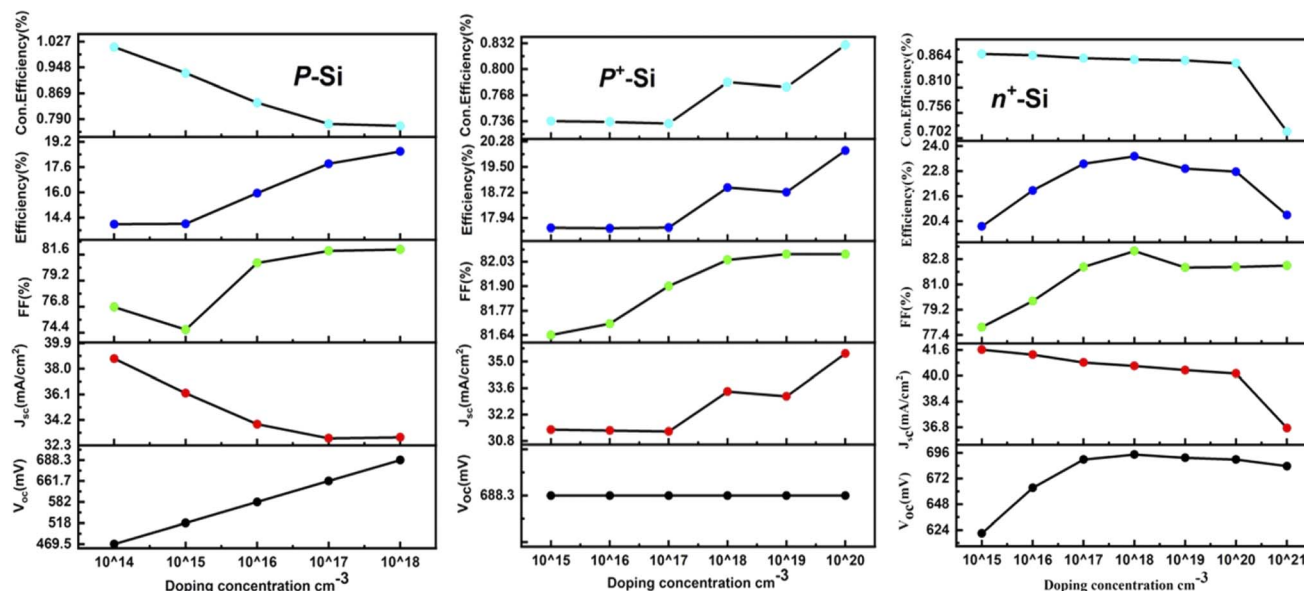 P-Si
Con.Efficiency(%)
1.027
0.948
0.869
0.790
Efficiency(%)
19.2
17.6
16.0
14.4
FF(%)
81.6
79.2
76.8
74.4
Jsc(mA/cm²)
39.9
38.0
36.1
34.2
32.3
Voc(mV)
688.3
661.7
582
518
469.5
10^14 10^15 10^16 10^17 10^18
Doping concentration cm-3
P+-Si
Con.Efficiency(%)
0.832
0.800
0.768
0.736
Efficiency(%)
20.28
19.50
18.72
17.94
FF(%)
82.03
81.90
81.77
81.64
Jsc(mA/cm²)
35.0
33.6
32.2
30.8
VOC(mV)
688.3
10^15 10^16 10^17 10^18 10^19 10^20
Doping concentration cm-3
n+-Si
Con.Efficiency(%)
0.864
0.810
0.756
0.702
Efficiency(%)
24.0
22.8
21.6
20.4
FF(%)
82.8
81.0
79.2
77.4
Jsc(mA/cm²)
41.6
40.0
38.4
36.8
Voc(mV)
696
672
648
624
10^15 10^16 10^17 10^18 10^19 10^20 10^21
Doping concentration cm-3